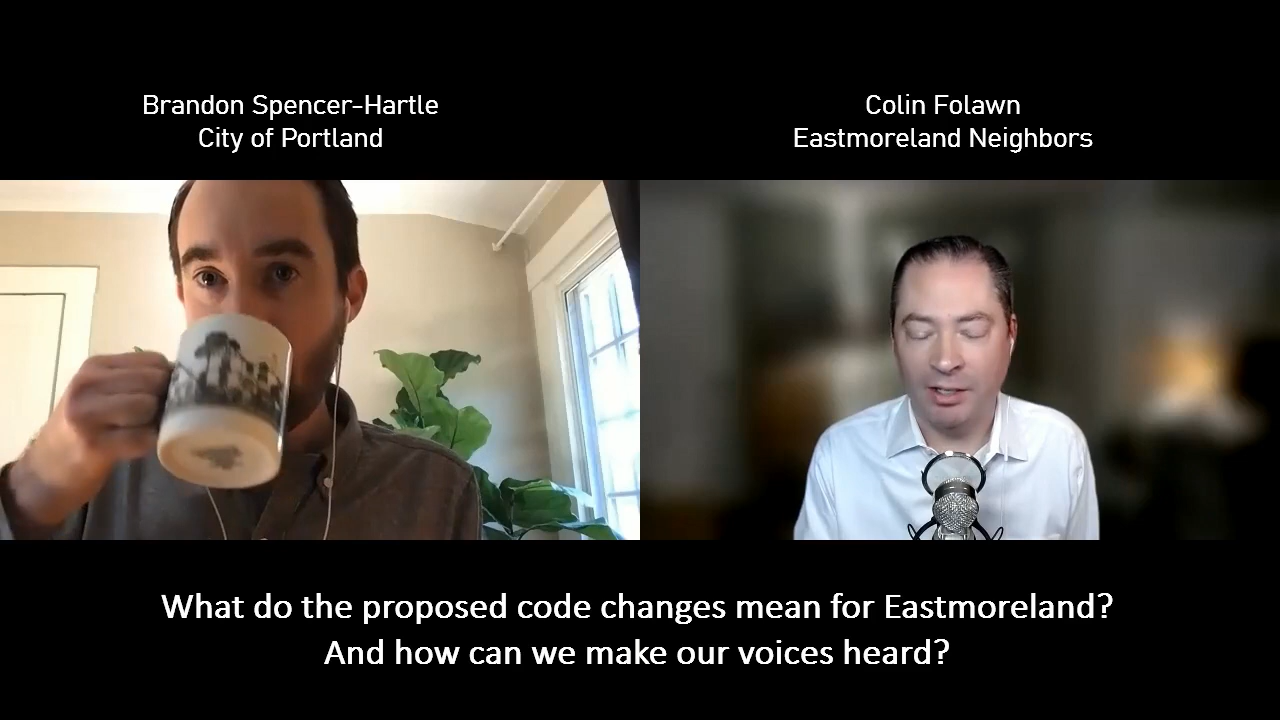 Brandon Spencer-Hartle
City of Portland
Colin Folawn
Eastmoreland Neighbors
What do the proposed code changes mean for Eastmoreland?
And how can we make our voices heard?